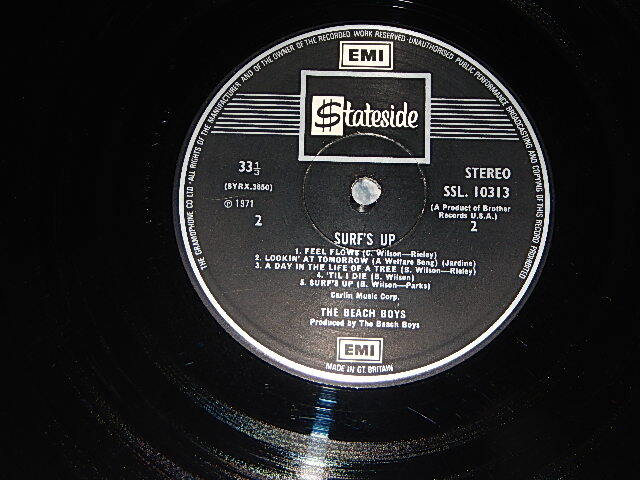 THE GRAMOPHONE CO LTD · ALL RIGHTS OF THE MANUFACTURER AND OF THE OWNER OF THE RECORDED WORK RESERVED · UNAUTHORISED PUBLIC PERFORMANCE BROADCASTING AND COPYING OF THIS RECORD PROHIBITED
EMI
$tateside
33 1/3
STEREO
(SYRX.3650)
SSL. 10313
℗ 1971
(A Product of Brother
Records U.S.A.)
2
2
SURF'S UP
1. FEEL FLOWS (C. Wilson—Rieley)
2. LOOKIN' AT TOMORROW (A Welfare Song) (Jardine)
3. A DAY IN THE LIFE OF A TREE (B. Wilson—Rieley)
4. 'TIL I DIE (B. Wilson)
5. SURF'S UP (B. Wilson—Parks)
Carlin Music Corp.
THE BEACH BOYS
Produced by The Beach Boys
EMI
MADE IN GT. BRITAIN